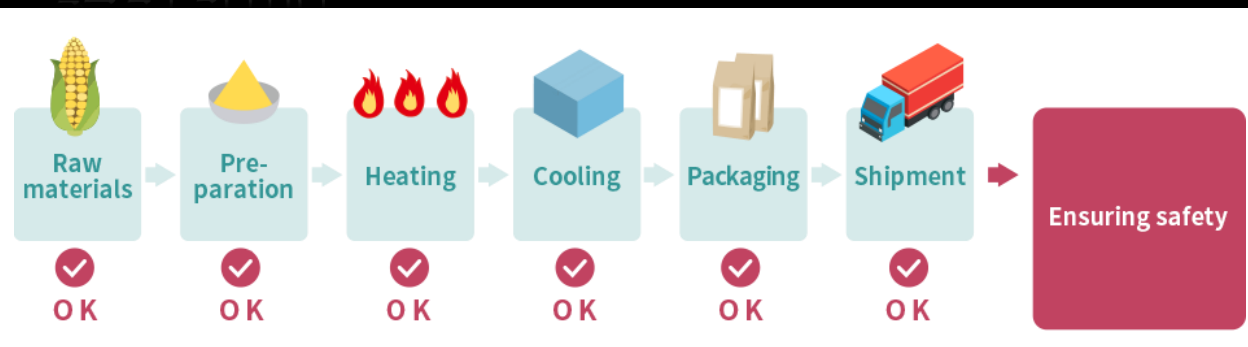 Raw
materials
Pre-
paration
Heating
Cooling
Packaging
Shipment
Ensuring safety
OK
OK
OK
OK
OK
OK